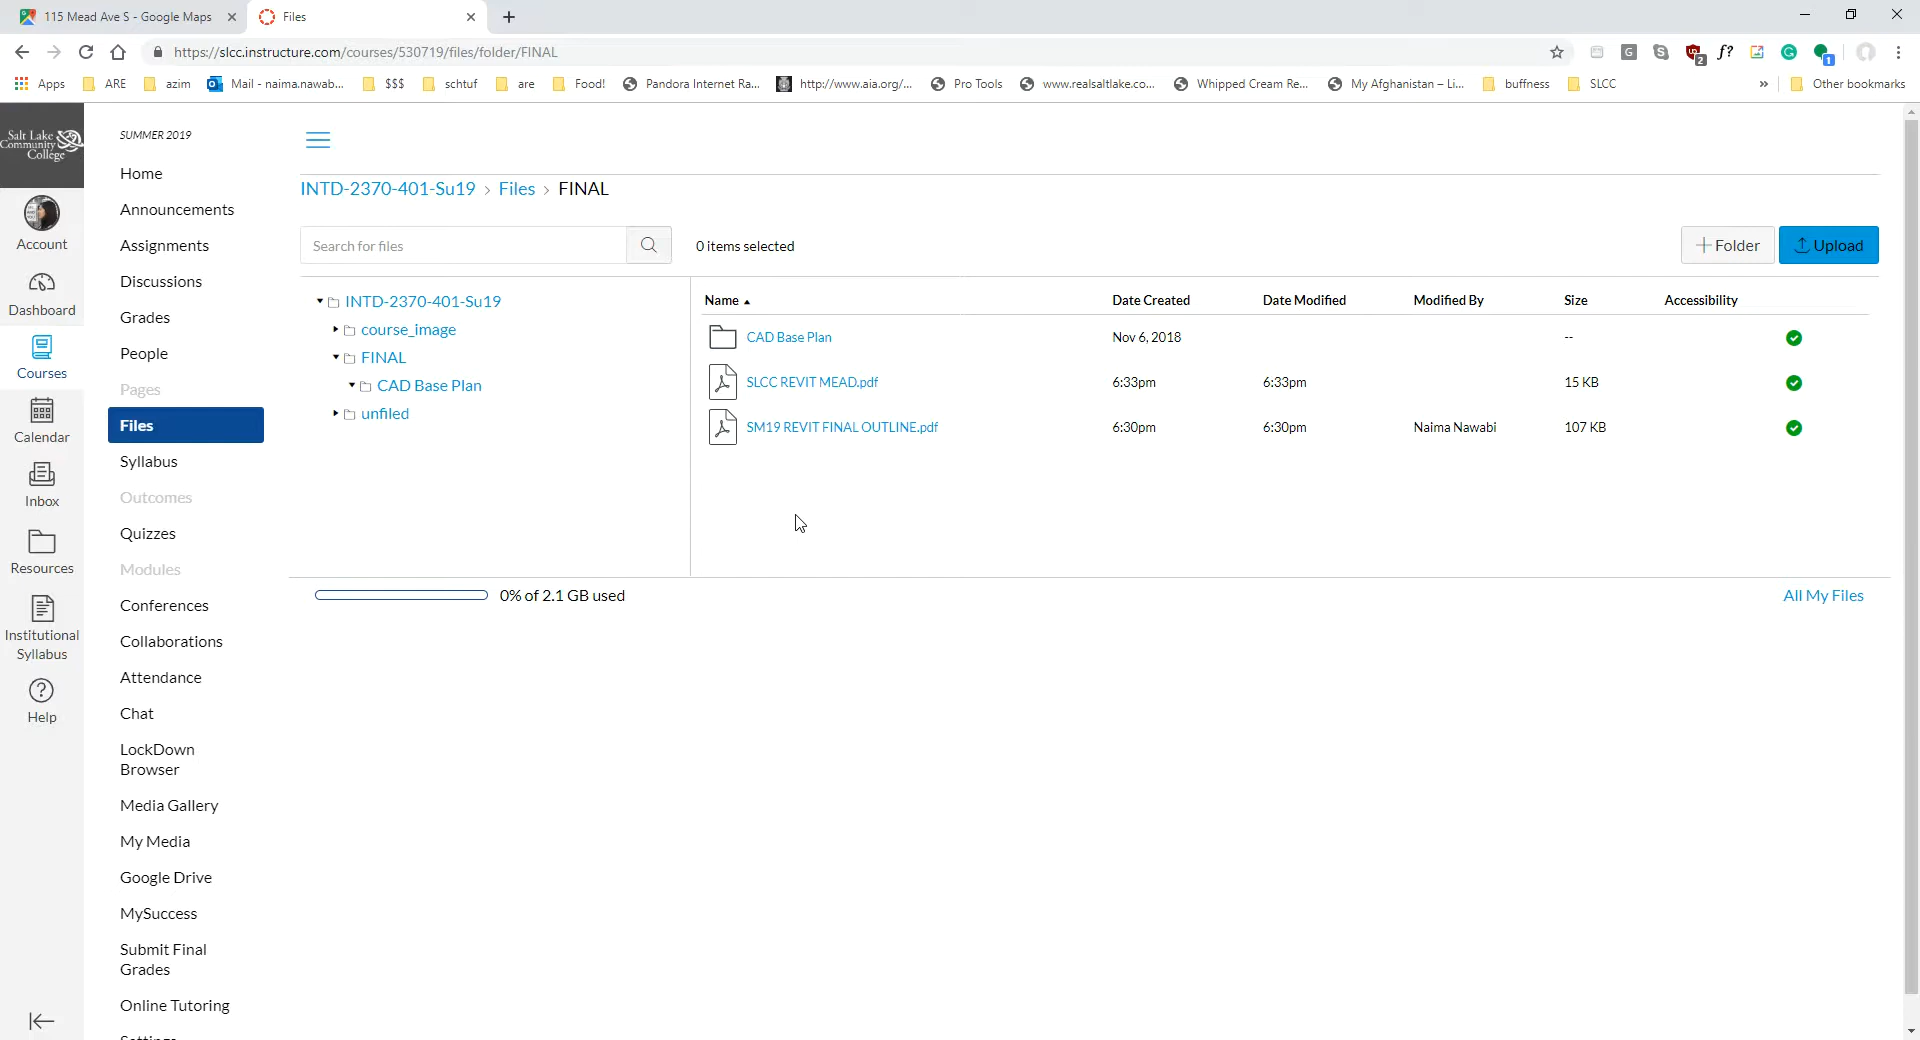 115 Mead Ave S - Google Maps
Files
https://slcc.instructure.com/courses/530719/files/folder/FINAL
G
2
f?
1
Apps
ARE
azim
Mail - naima.nawab...
$$$
schtuf
are
Food!
Pandora Internet Ra...
http://www.aia.org/...
Pro Tools
www.realsaltlake.co...
Whipped Cream Re...
My Afghanistan – Li...
buffness
SLCC
»
Other bookmarks
Salt Lake
Community
College
Account
Dashboard
Courses
Calendar
Inbox
Resources
Institutional
Syllabus
Help
SUMMER 2019
Home
Announcements
Assignments
Discussions
Grades
People
Pages
Files
Syllabus
Outcomes
Quizzes
Modules
Conferences
Collaborations
Attendance
Chat
LockDown
Browser
Media Gallery
My Media
Google Drive
MySuccess
Submit Final
Grades
Online Tutoring
INTD-2370-401-Su19 › Files › FINAL
Search for files
0 items selected
Folder
Upload
INTD-2370-401-Su19
course_image
FINAL
CAD Base Plan
unfiled
Name Date Created Date Modified Modified By Size Accessibility
CAD Base Plan Nov 6, 2018 --
SLCC REVIT MEAD.pdf 6:33pm 6:33pm 15 KB
SM19 REVIT FINAL OUTLINE.pdf 6:30pm 6:30pm Naima Nawabi 107 KB
0% of 2.1 GB used
All My Files